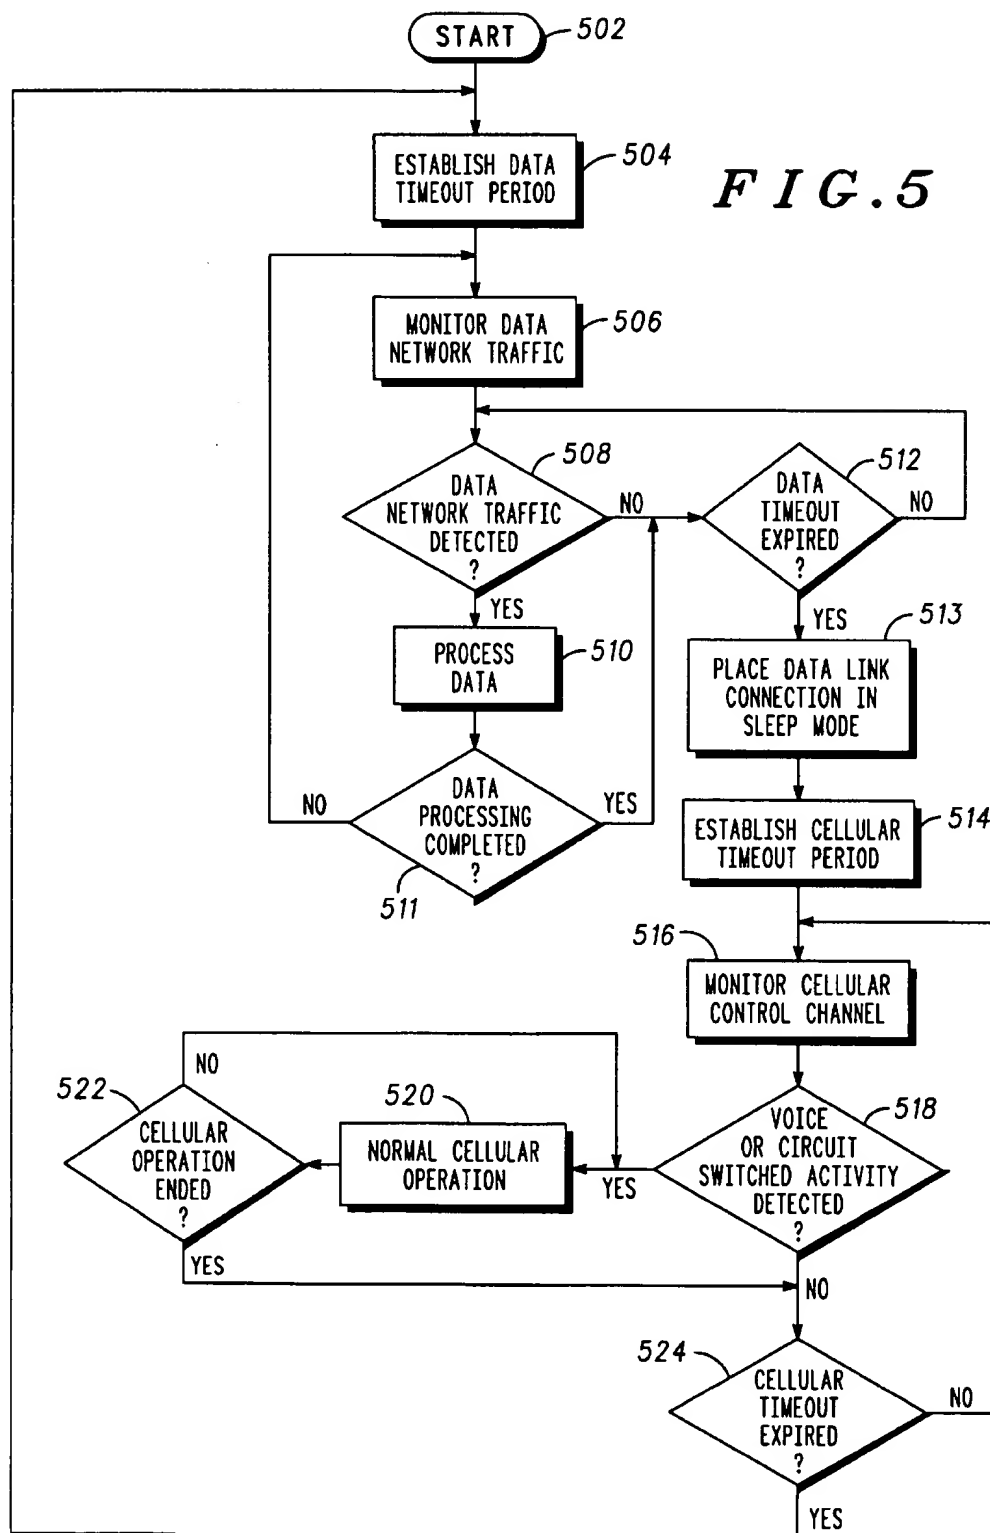 START
502
ESTABLISH DATA
TIMEOUT PERIOD
504
FIG.5
MONITOR DATA
NETWORK TRAFFIC
506
DATA
NETWORK TRAFFIC
DETECTED
?
508
NO
YES
DATA
TIMEOUT
EXPIRED
?
512
NO
YES
PROCESS
DATA
510
PLACE DATA LINK
CONNECTION IN
SLEEP MODE
513
DATA
PROCESSING
COMPLETED
?
511
NO
YES
ESTABLISH CELLULAR
TIMEOUT PERIOD
514
MONITOR CELLULAR
CONTROL CHANNEL
516
VOICE
OR CIRCUIT
SWITCHED ACTIVITY
DETECTED
?
518
YES
NO
NORMAL CELLULAR
OPERATION
520
CELLULAR
OPERATION
ENDED
?
522
NO
YES
CELLULAR
TIMEOUT
EXPIRED
?
524
NO
YES